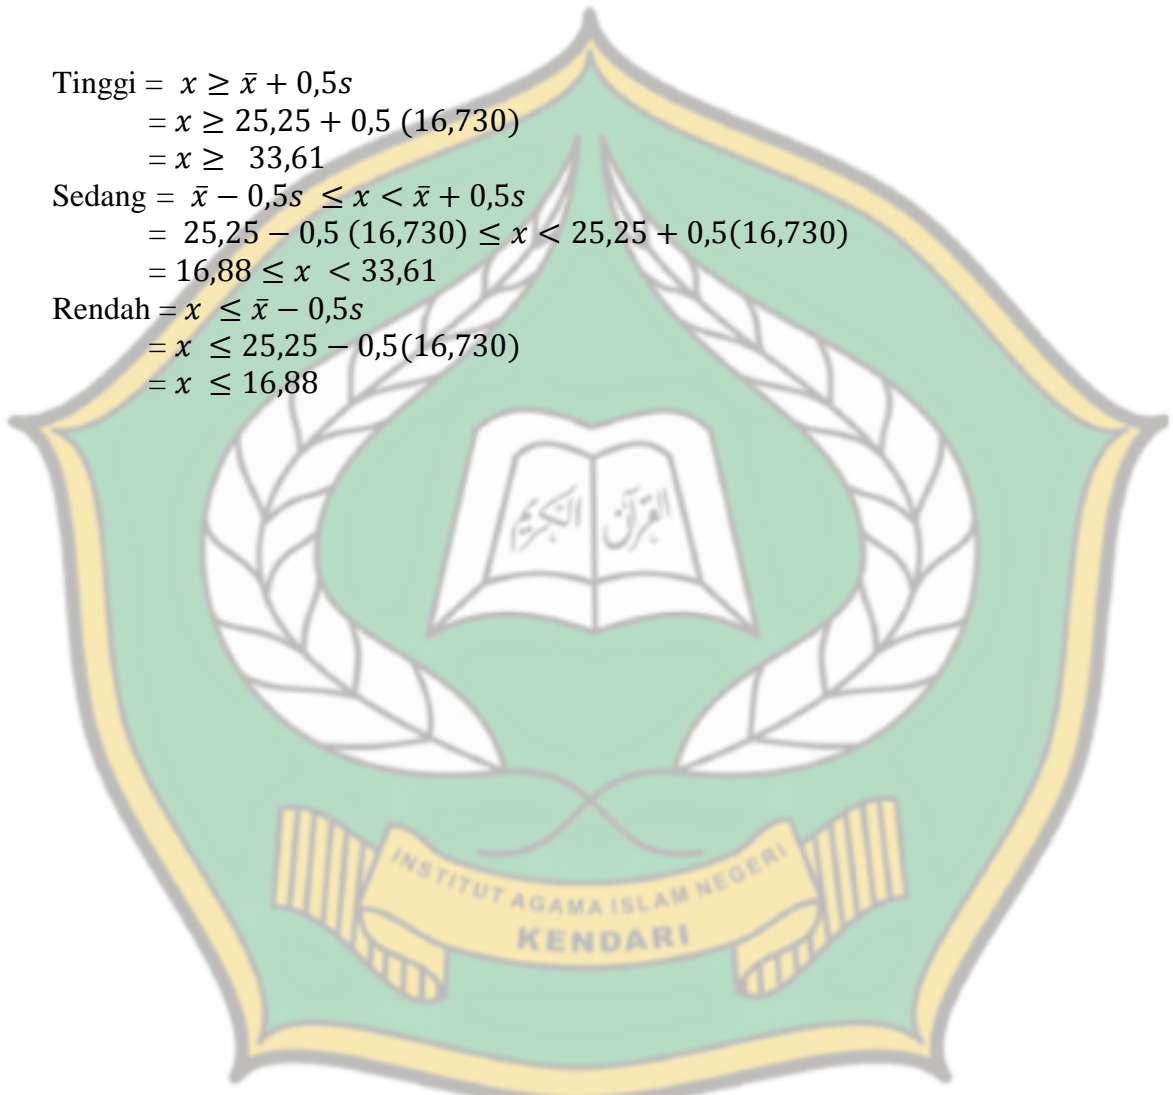 Tinggi = 𝑥 ≥ 𝑥̄ + 0,5𝑠
= 𝑥 ≥ 25,25 + 0,5 (16,730)
= 𝑥 ≥ 33,61
Sedang = 𝑥̄ − 0,5𝑠 ≤ 𝑥 < 𝑥̄ + 0,5𝑠
= 25,25 − 0,5 (16,730) ≤ 𝑥 < 25,25 + 0,5(16,730)
= 16,88 ≤ 𝑥 < 33,61
Rendah = 𝑥 ≤ 𝑥̄ − 0,5𝑠
= 𝑥 ≤ 25,25 − 0,5(16,730)
= 𝑥 ≤ 16,88
القرآن الكريم
INSTITUT AGAMA ISLAM NEGERI
KENDARI